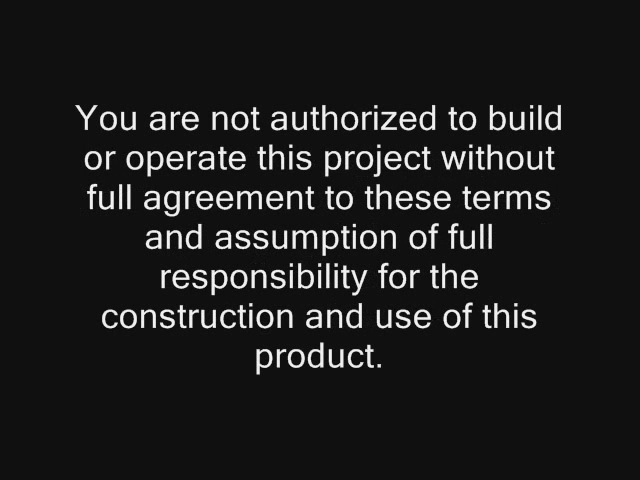 You are not authorized to build
or operate this project without
full agreement to these terms
and assumption of full
responsibility for the
construction and use of this
product.